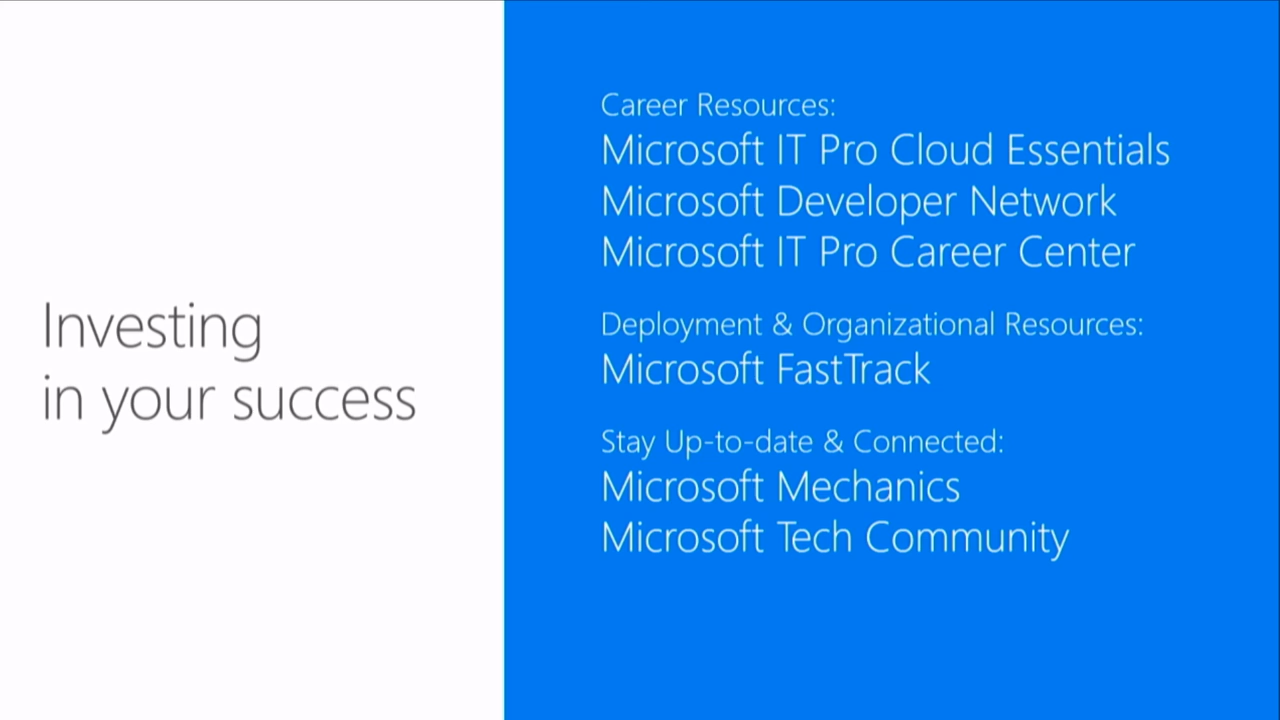 Investing
in your success
Career Resources:
Microsoft IT Pro Cloud Essentials
Microsoft Developer Network
Microsoft IT Pro Career Center
Deployment & Organizational Resources:
Microsoft FastTrack
Stay Up-to-date & Connected:
Microsoft Mechanics
Microsoft Tech Community